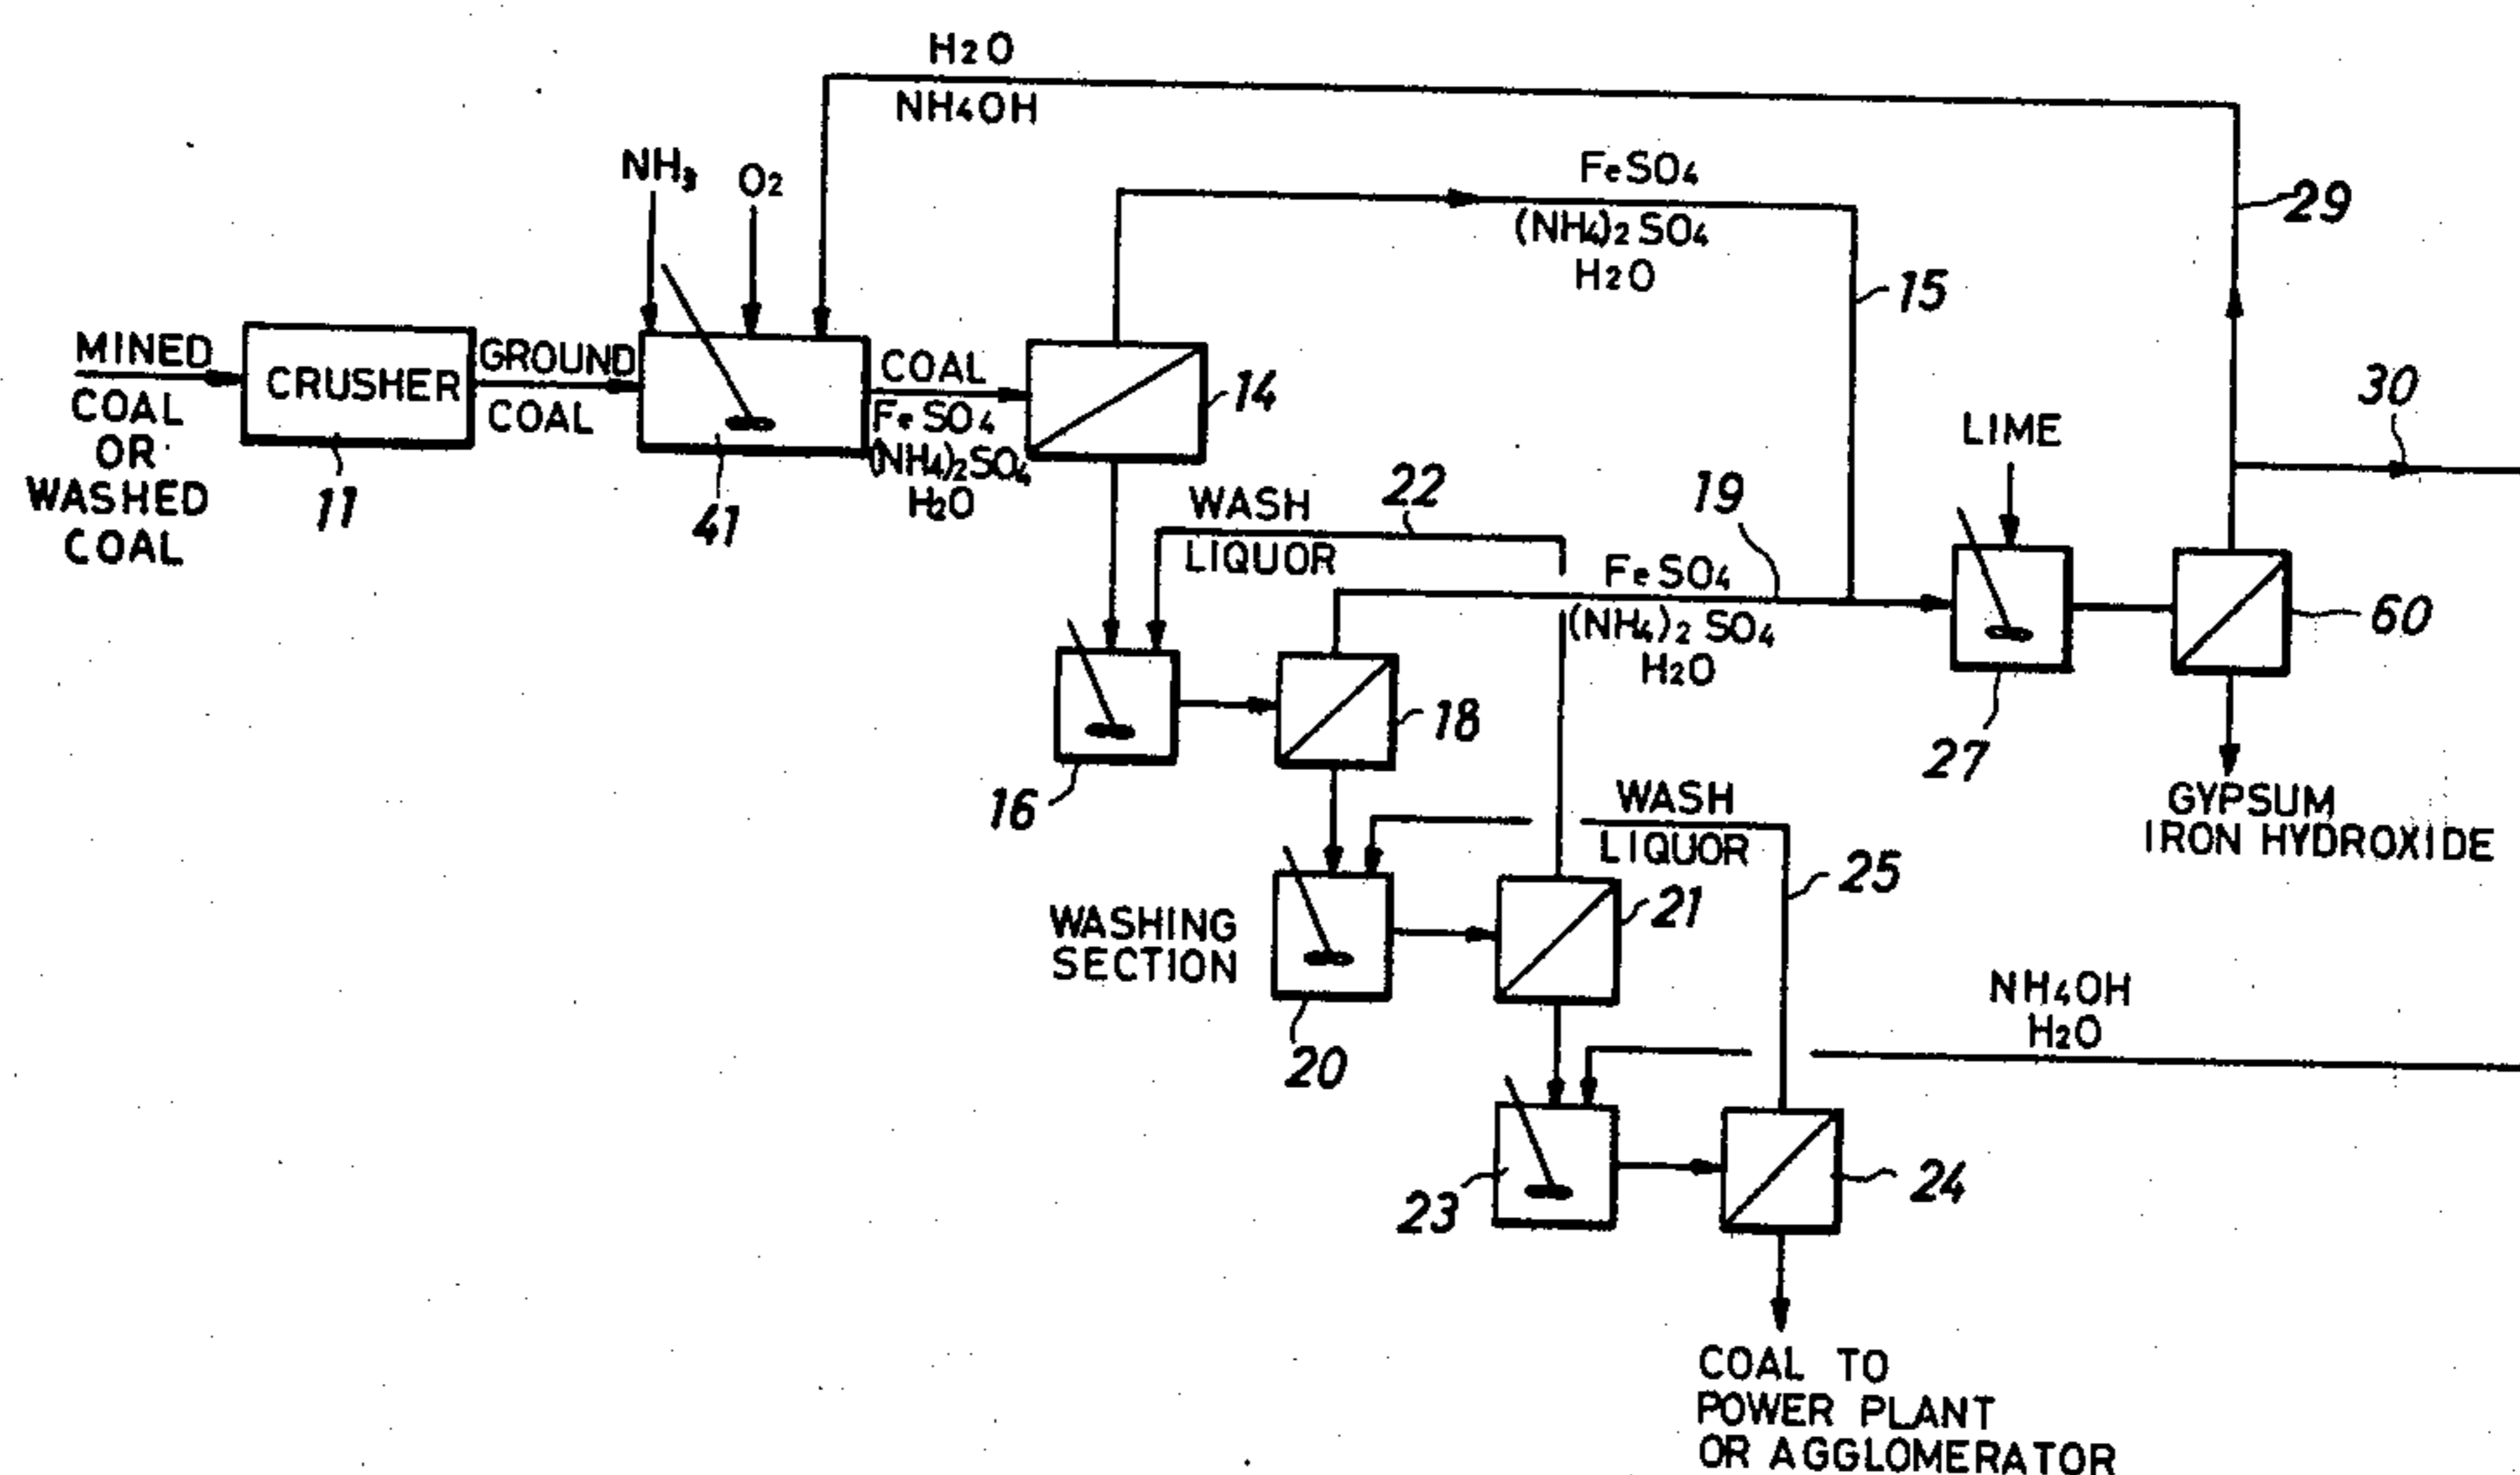 H2O
NH4OH
NH3
O2
FeSO4
(NH4)2SO4
H2O
29
15
MINED
COAL
OR
WASHED
COAL
CRUSHER
11
GROUND
COAL
41
COAL
FeSO4
(NH4)2SO4
H2O
14
30
LIME
WASH
LIQUOR
22
19
FeSO4
(NH4)2SO4
H2O
60
16
18
27
GYPSUM
IRON HYDROXIDE
WASH
LIQUOR
25
WASHING
SECTION
21
20
NH4OH
H2O
23
24
COAL TO
POWER PLANT
OR AGGLOMERATOR